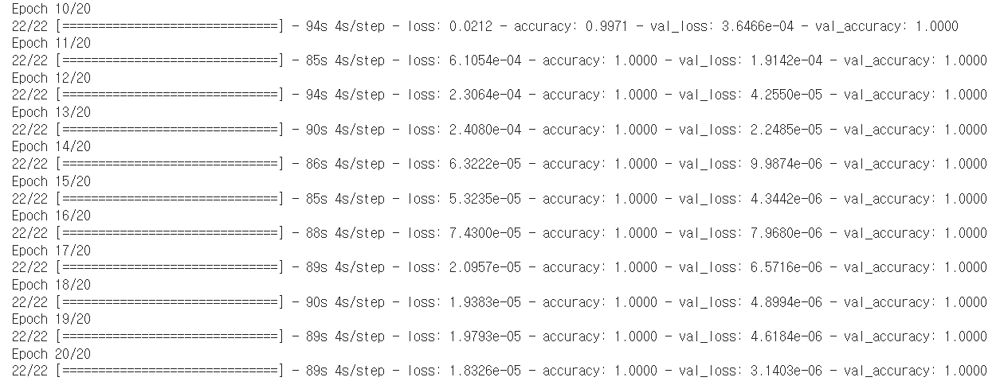 Epoch 10/20
22/22 [==============================] - 94s 4s/step - loss: 0.0212 - accuracy: 0.9971 - val_loss: 3.6466e-04 - val_accuracy: 1.0000
Epoch 11/20
22/22 [==============================] - 85s 4s/step - loss: 6.1054e-04 - accuracy: 1.0000 - val_loss: 1.9142e-04 - val_accuracy: 1.0000
Epoch 12/20
22/22 [==============================] - 94s 4s/step - loss: 2.3064e-04 - accuracy: 1.0000 - val_loss: 4.2550e-05 - val_accuracy: 1.0000
Epoch 13/20
22/22 [==============================] - 90s 4s/step - loss: 2.4080e-04 - accuracy: 1.0000 - val_loss: 2.2485e-05 - val_accuracy: 1.0000
Epoch 14/20
22/22 [==============================] - 86s 4s/step - loss: 6.3222e-05 - accuracy: 1.0000 - val_loss: 9.9874e-06 - val_accuracy: 1.0000
Epoch 15/20
22/22 [==============================] - 85s 4s/step - loss: 5.3235e-05 - accuracy: 1.0000 - val_loss: 4.3442e-06 - val_accuracy: 1.0000
Epoch 16/20
22/22 [==============================] - 88s 4s/step - loss: 7.4300e-05 - accuracy: 1.0000 - val_loss: 7.9680e-06 - val_accuracy: 1.0000
Epoch 17/20
22/22 [==============================] - 89s 4s/step - loss: 2.0957e-05 - accuracy: 1.0000 - val_loss: 6.5716e-06 - val_accuracy: 1.0000
Epoch 18/20
22/22 [==============================] - 90s 4s/step - loss: 1.9383e-05 - accuracy: 1.0000 - val_loss: 4.8994e-06 - val_accuracy: 1.0000
Epoch 19/20
22/22 [==============================] - 89s 4s/step - loss: 1.9793e-05 - accuracy: 1.0000 - val_loss: 4.6184e-06 - val_accuracy: 1.0000
Epoch 20/20
22/22 [==============================] - 89s 4s/step - loss: 1.8326e-05 - accuracy: 1.0000 - val_loss: 3.1403e-06 - val_accuracy: 1.0000